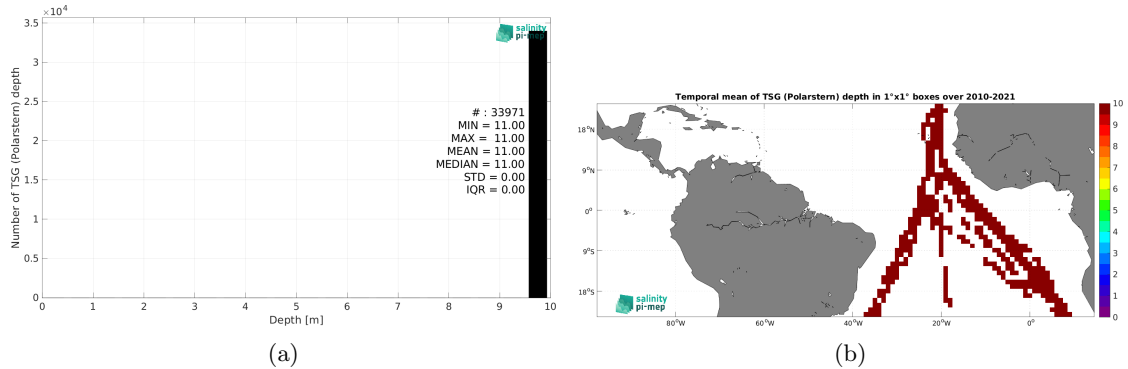 ×10⁴
3.5
3
2.5
2
1.5
1
0.5
0
Number of TSG (Polarstern) depth
salinity
pi-mep
# : 33971
MIN = 11.00
MAX = 11.00
MEAN = 11.00
MEDIAN = 11.00
STD = 0.00
IQR = 0.00
0 1 2 3 4 5 6 7 8 9 10
Depth [m]
(a)
Temporal mean of TSG (Polarstern) depth in 1°x1° boxes over 2010-2021
18°N
9°N
0°
9°S
18°S
salinity
pi-mep
80°W 60°W 40°W 20°W 0°
10
9
8
7
6
5
4
3
2
1
0
(b)